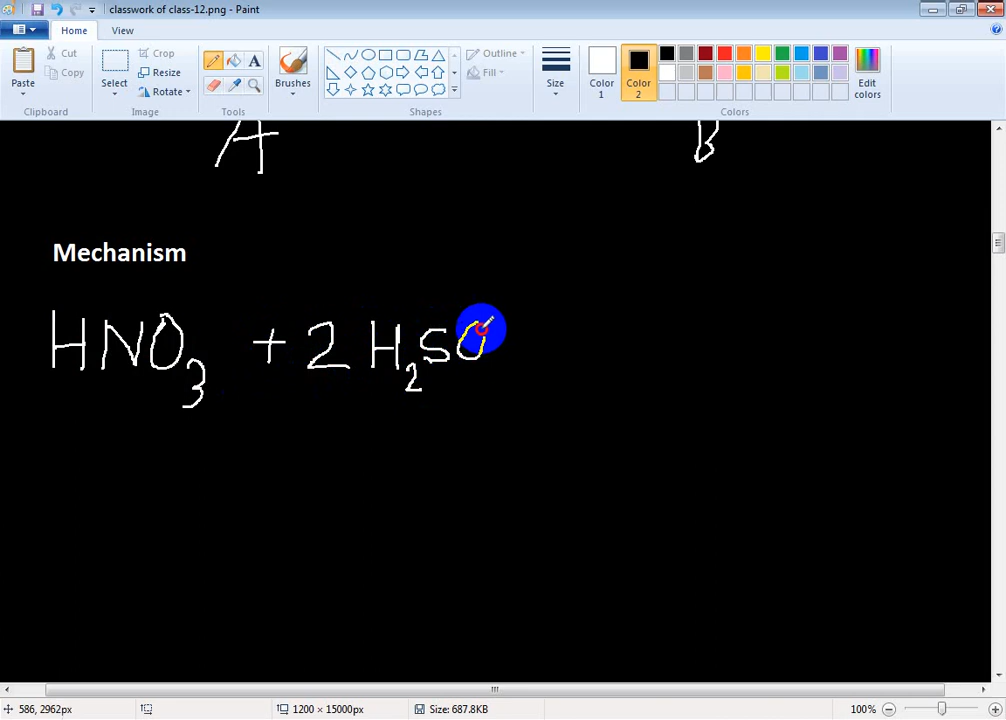 classwork of class-12.png - Paint
Home View
Paste Cut Copy Select Crop Resize Rotate A Brushes Outline Fill Size Color 1 Color 2 Edit colors
Clipboard Image Tools Shapes Colors
A B
Mechanism
HNO3 + 2 H2SO
586, 2962px 1200 × 15000px Size: 687.8KB 100%